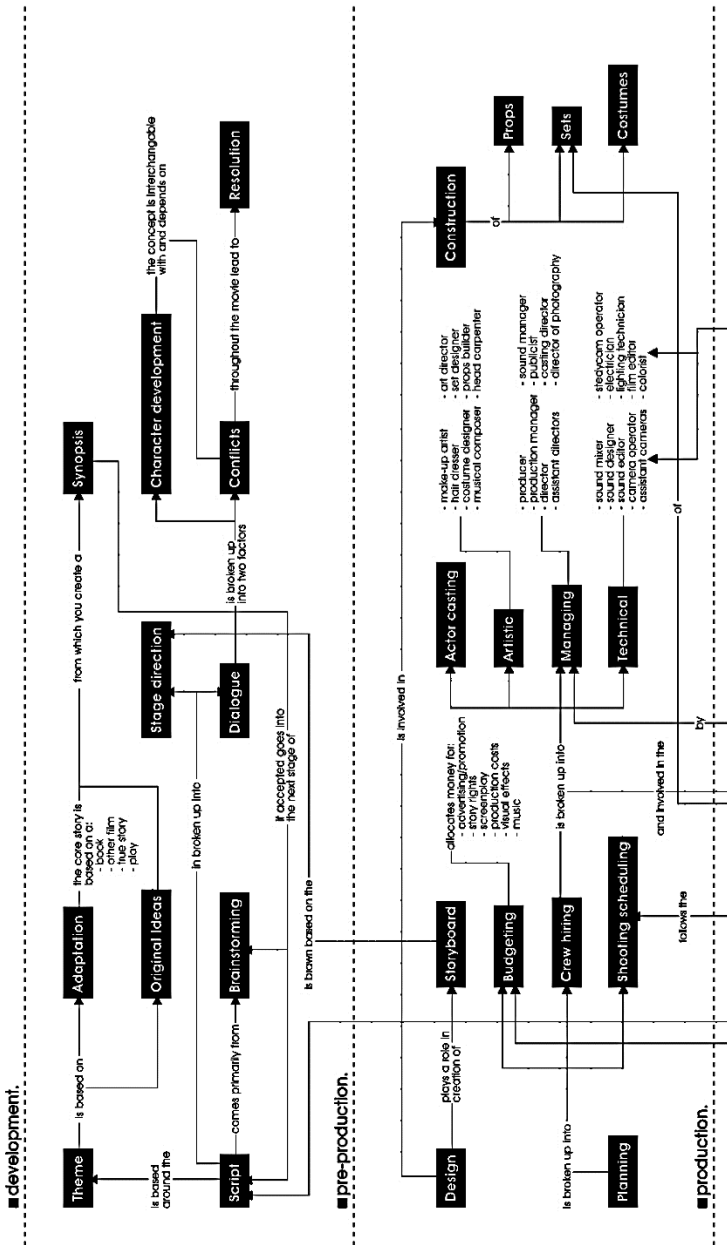 development.
Theme
is based on
Adaptation
the core story is
based on a:
- book
- other film
- true story
- play
from which you create a
Synopsis
Original Ideas
is based
around the
Script
comes primarily from
Brainstorming
in broken up into
Stage direction
Dialogue
is broken up
into two factors
Character development
Conflicts
the concept is interchangable
with and depends on
throughout the movie lead to
Resolution
if accepted goes into
the next stage of
is brawn based on the
pre-production.
Design
is involved in
Construction
of
Props
Sets
Costumes
plays a role in
creation of
Storyboard
Budgeting
allocates money for:
- advertising/promotion
- story rights
- screenplay
- production costs
- visual effects
- music
Planning
is broken up into
Crew hiring
Shooting scheduling
is broken up into
Actor casting
Artistic
- make-up artist
- hair dresser
- costume designer
- musical composer
- art director
- set designer
- props builder
- head carpenter
Managing
- producer
- production manager
- director
- assistant directors
- sound manager
- publicist
- casting director
- director of photography
Technical
- sound mixer
- sound designer
- sound editor
- camera operator
- assistant cameras
- stedycam operator
- electrician
- lighting technician
- film editor
- colorist
follows the
and involved in the
by
of
production.